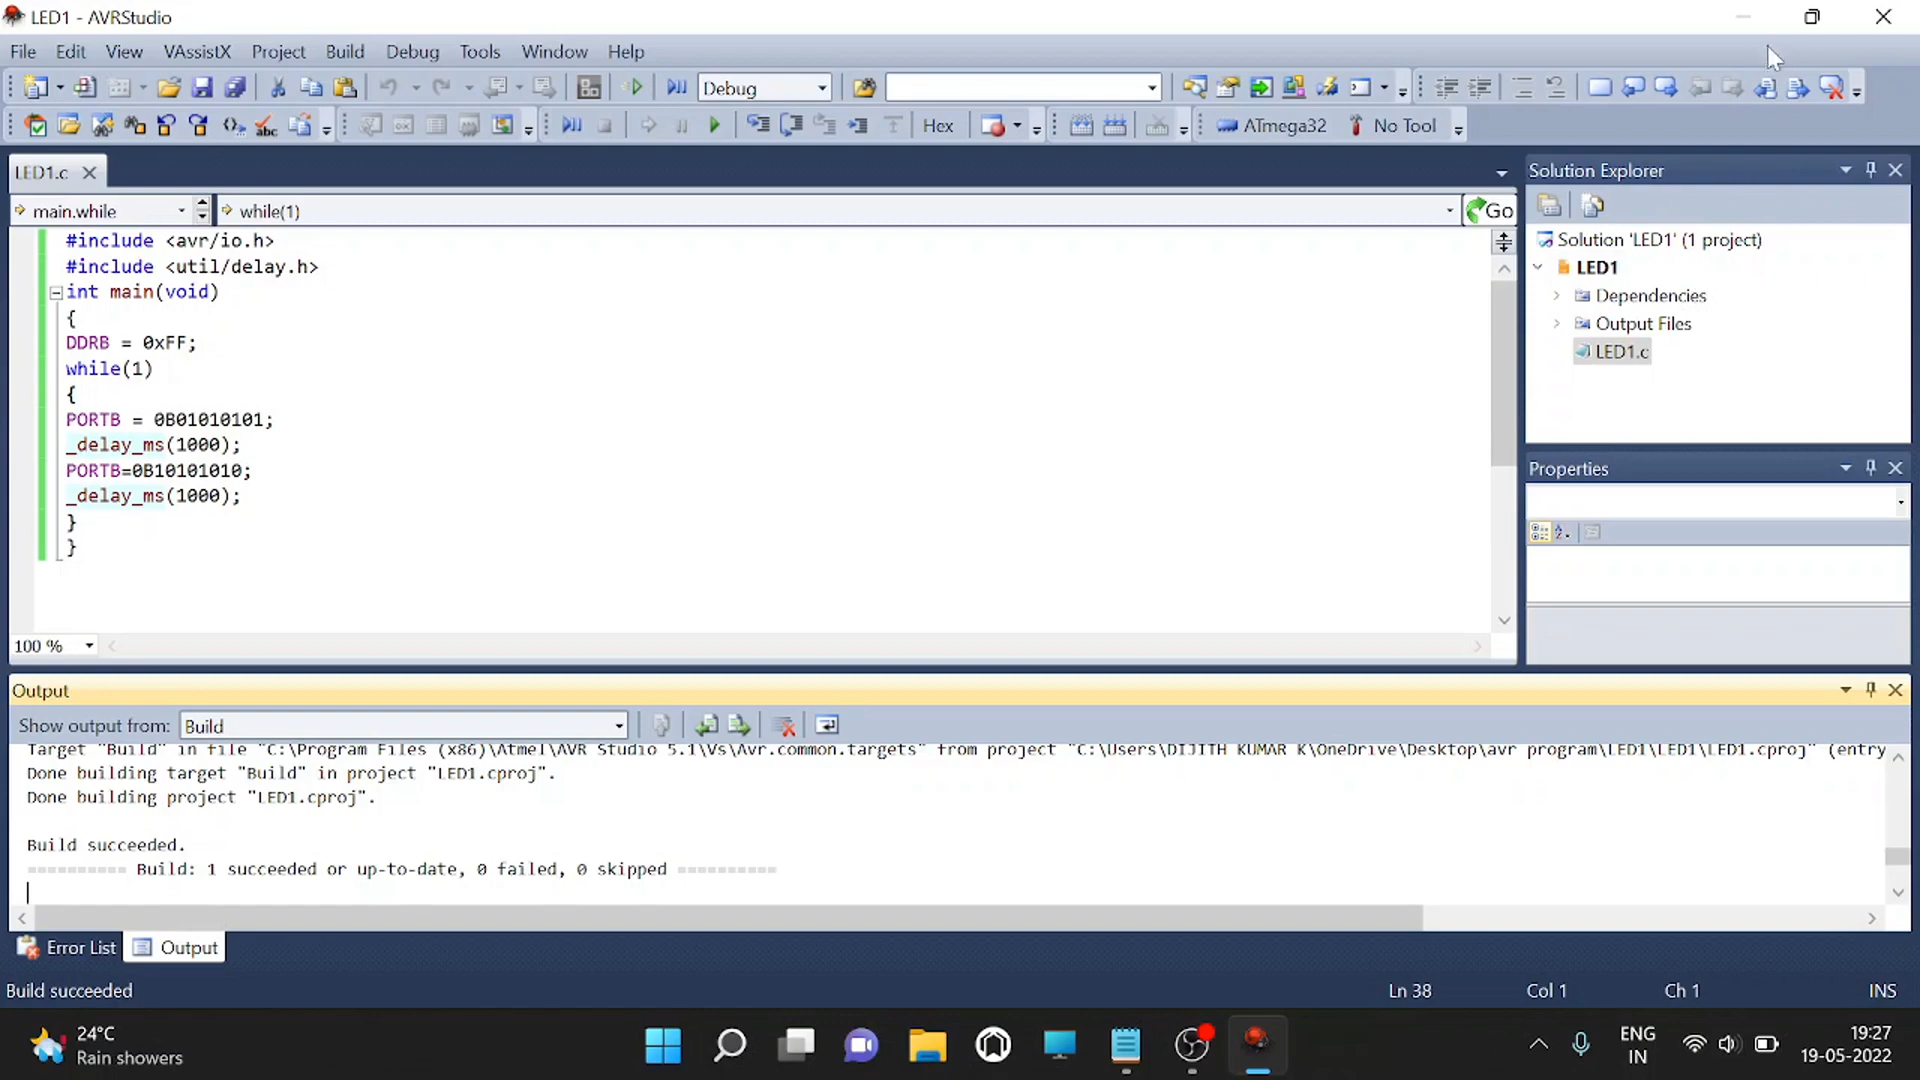 LED1 - AVRStudio
File Edit View VAssistX Project Build Debug Tools Window Help
Debug
Hex ATmega32 No Tool
LED1.c
main.while while(1) Go
#include <avr/io.h>
#include <util/delay.h>
int main(void)
{
DDRB = 0xFF;
while(1)
{
PORTB = 0B01010101;
_delay_ms(1000);
PORTB=0B10101010;
_delay_ms(1000);
}
}
100 %
Solution Explorer
Solution 'LED1' (1 project)
LED1
Dependencies
Output Files
LED1.c
Properties
Output
Show output from: Build
Target "Build" in file "C:\Program Files (x86)\Atmel\AVR Studio 5.1\Vs\Avr.common.targets" from project "C:\Users\DIJITH KUMAR K\OneDrive\Desktop\avr program\LED1\LED1\LED1.cproj" (entry
Done building target "Build" in project "LED1.cproj".
Done building project "LED1.cproj".
Build succeeded.
========== Build: 1 succeeded or up-to-date, 0 failed, 0 skipped ==========
Error List Output
Build succeeded Ln 38 Col 1 Ch 1 INS
24°C
Rain showers
ENG
IN
19:27
19-05-2022